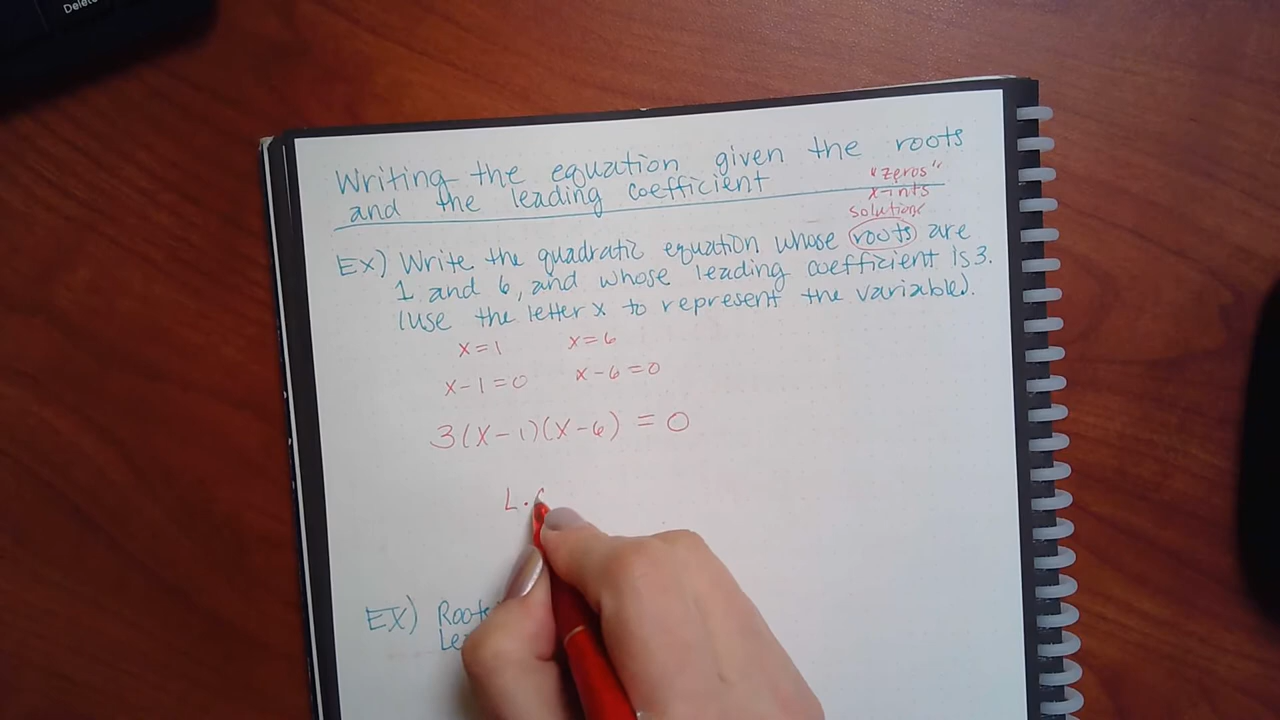 Delete
Writing the equation given the roots
and the leading coefficient
"zeros"
x-ints
solutions
EX) Write the quadratic equation whose roots are
1 and 6, and whose leading coefficient is 3.
(use the letter x to represent the variable).
x=1 x=6
x-1=0 x-6=0
3(x-1)(x-6) = 0
L.
EX) Roots